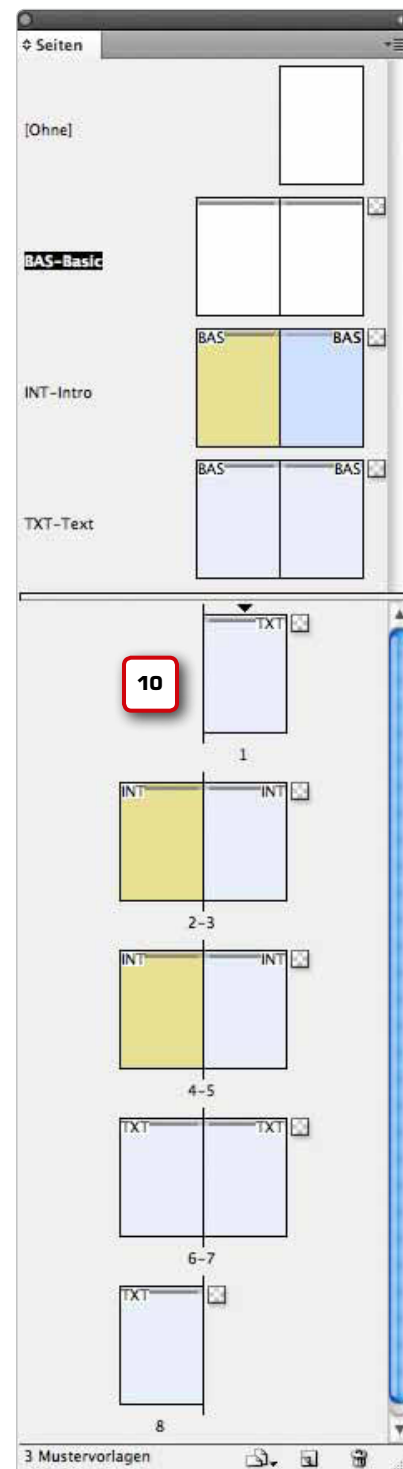 Seiten
[Ohne]
BAS-Basic
BAS BAS
INT-Intro
BAS BAS
TXT-Text
TXT
10
1
INT INT
2-3
INT INT
4-5
TXT TXT
6-7
TXT
8
3 Mustervorlagen